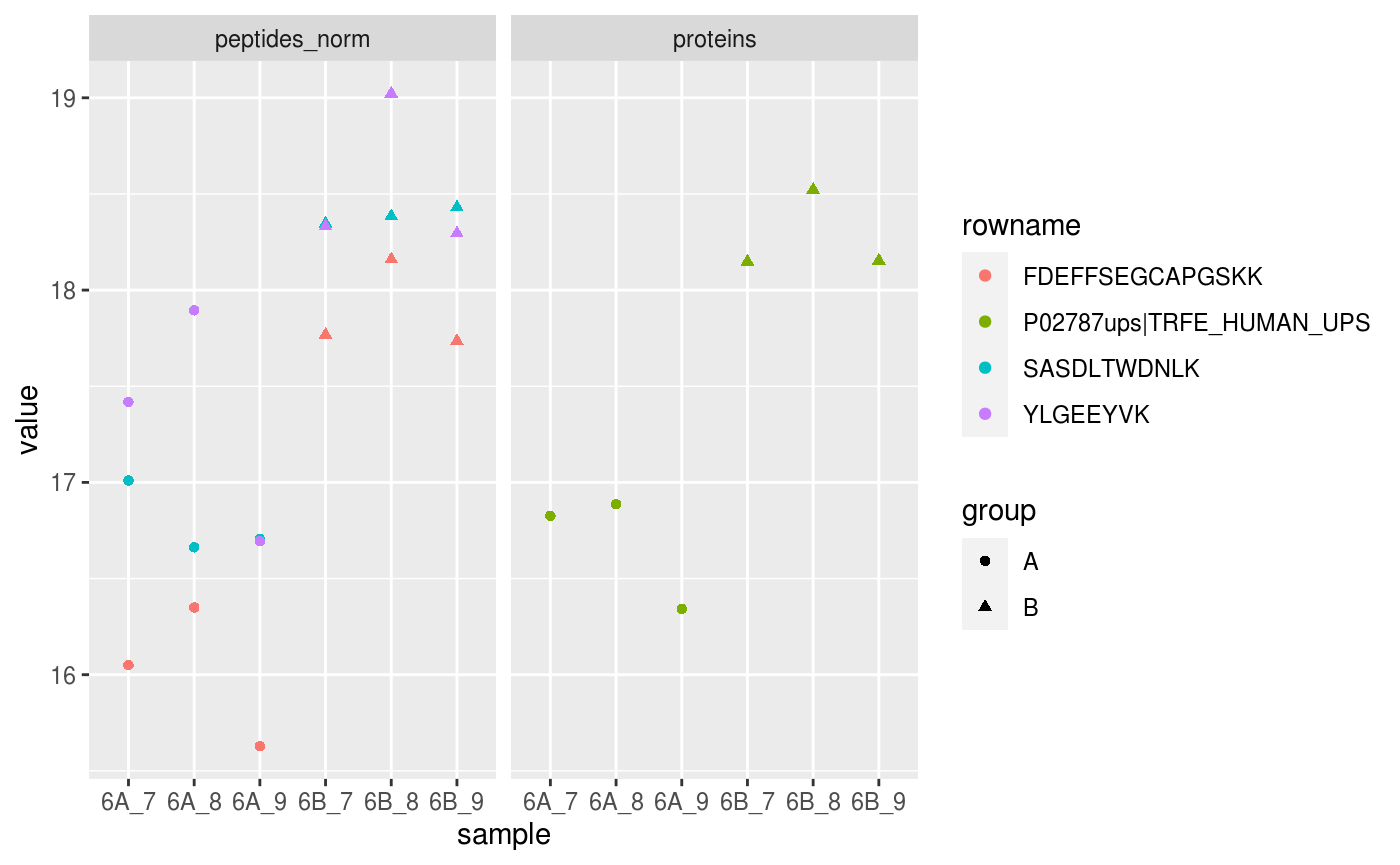 peptides_norm
proteins
19
18
17
16
value
6A_7 6A_8 6A_9 6B_7 6B_8 6B_9
6A_7 6A_8 6A_9 6B_7 6B_8 6B_9
sample
rowname
FDEFFSEGCAPGSKK
P02787ups|TRFE_HUMAN_UPS
SASDLTWDNLK
YLGEEYVK
group
A
B